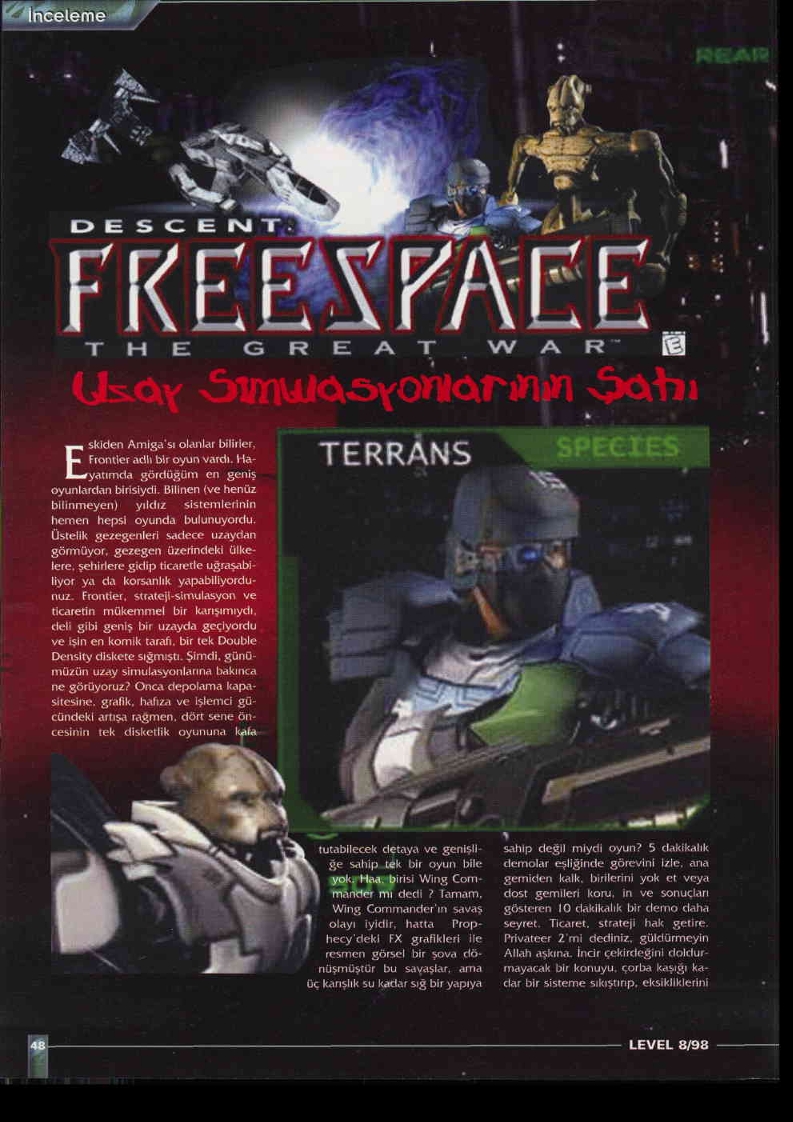 İnceleme
REAR
DESCENT:
FREESPACE
THE GREAT WAR™
E
Uzay Simulasyonlarının Şahı
Eskiden Amiga'sı olanlar bilirler,
Frontier adlı bir oyun vardı. Ha-
yatımda gördüğüm en geniş
oyunlardan birisiydi. Bilinen (ve henüz
bilinmeyen) yıldız sistemlerinin
hemen hepsi oyunda bulunuyordu.
Üstelik gezegenleri sadece uzaydan
görmüyor, gezegen üzerindeki ülke-
lere, şehirlere gidip ticaretle uğraşabi-
liyor ya da korsanlık yapabiliyordu-
nuz. Frontier, strateji-simulasyon ve
ticaretin mükemmel bir karışımıydı,
deli gibi geniş bir uzayda geçiyordu
ve işin en komik tarafı, bir tek Double
Density diskete sığmıştı. Şimdi, günü-
müzün uzay simulasyonlarına bakınca
ne görüyoruz? Onca depolama kapa-
sitesine, grafik, hafıza ve işlemci gü-
cündeki artışa rağmen, dört sene ön-
cesinin tek disketlik oyununa kafa
TERRANS
SPECIES
tutabilecek detaya ve genişli-
ğe sahip tek bir oyun bile
yok. Haa, birisi Wing Com-
mander mı dedi ? Tamam,
Wing Commander'ın savaş
olayı iyidir, hatta Prop-
hecy'deki FX grafikleri ile
resmen görsel bir şova dö-
nüşmüştür bu savaşlar, ama
üç karışlık su kadar sığ bir yapıya
sahip değil miydi oyun? 5 dakikalık
demolar eşliğinde görevini izle, ana
gemiden kalk, birilerini yok et veya
dost gemileri koru, in ve sonuçları
gösteren 10 dakikalık bir demo daha
seyret. Ticaret, strateji hak getire.
Privateer 2'mi dediniz, güldürmeyin
Allah aşkına. İncir çekirdeğini doldur-
mayacak bir konuyu, çorba kaşığı ka-
dar bir sisteme sıkıştırıp, eksikliklerini
48
LEVEL 8/98